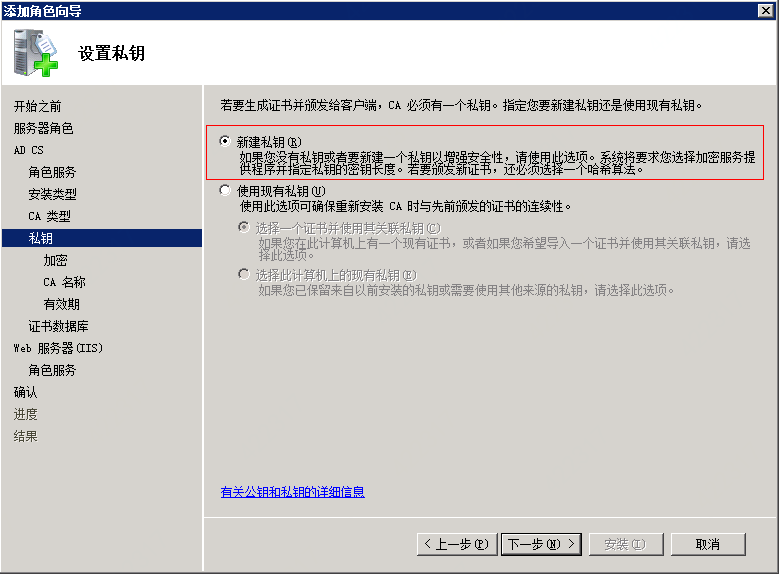 添加角色向导
设置私钥
开始之前
服务器角色
AD CS
角色服务
安装类型
CA 类型
私钥
加密
CA 名称
有效期
证书数据库
Web 服务器(IIS)
角色服务
确认
进度
结果
若要生成证书并颁发给客户端，CA 必须有一个私钥。指定您要新建私钥还是使用现有私钥。
新建私钥(R)
如果您没有私钥或者要新建一个私钥以增强安全性，请使用此选项。系统将要求您选择加密服务提
供程序并指定私钥的密钥长度。若要颁发新证书，还必须选择一个哈希算法。
使用现有私钥(U)
使用此选项可确保重新安装 CA 时与先前颁发的证书的连续性。
选择一个证书并使用其关联私钥(C)
如果您在此计算机上有一个现有证书，或者如果您希望导入一个证书并使用其关联私钥，请选
择此选项。
选择此计算机上的现有私钥(E)
如果您已保留来自以前安装的私钥或需要使用其他来源的私钥，请选择此选项。
有关公钥和私钥的详细信息
< 上一步(P)
下一步(N) >
安装(I)
取消